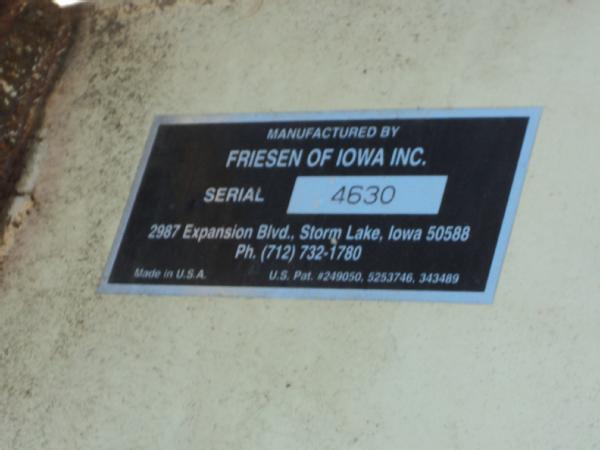 MANUFACTURED BY
FRIESEN OF IOWA INC.
SERIAL 4630
2987 Expansion Blvd., Storm Lake, Iowa 50588
Ph. (712) 732-1780
Made in U.S.A. U.S. Pat. #249050, 5253746, 343489